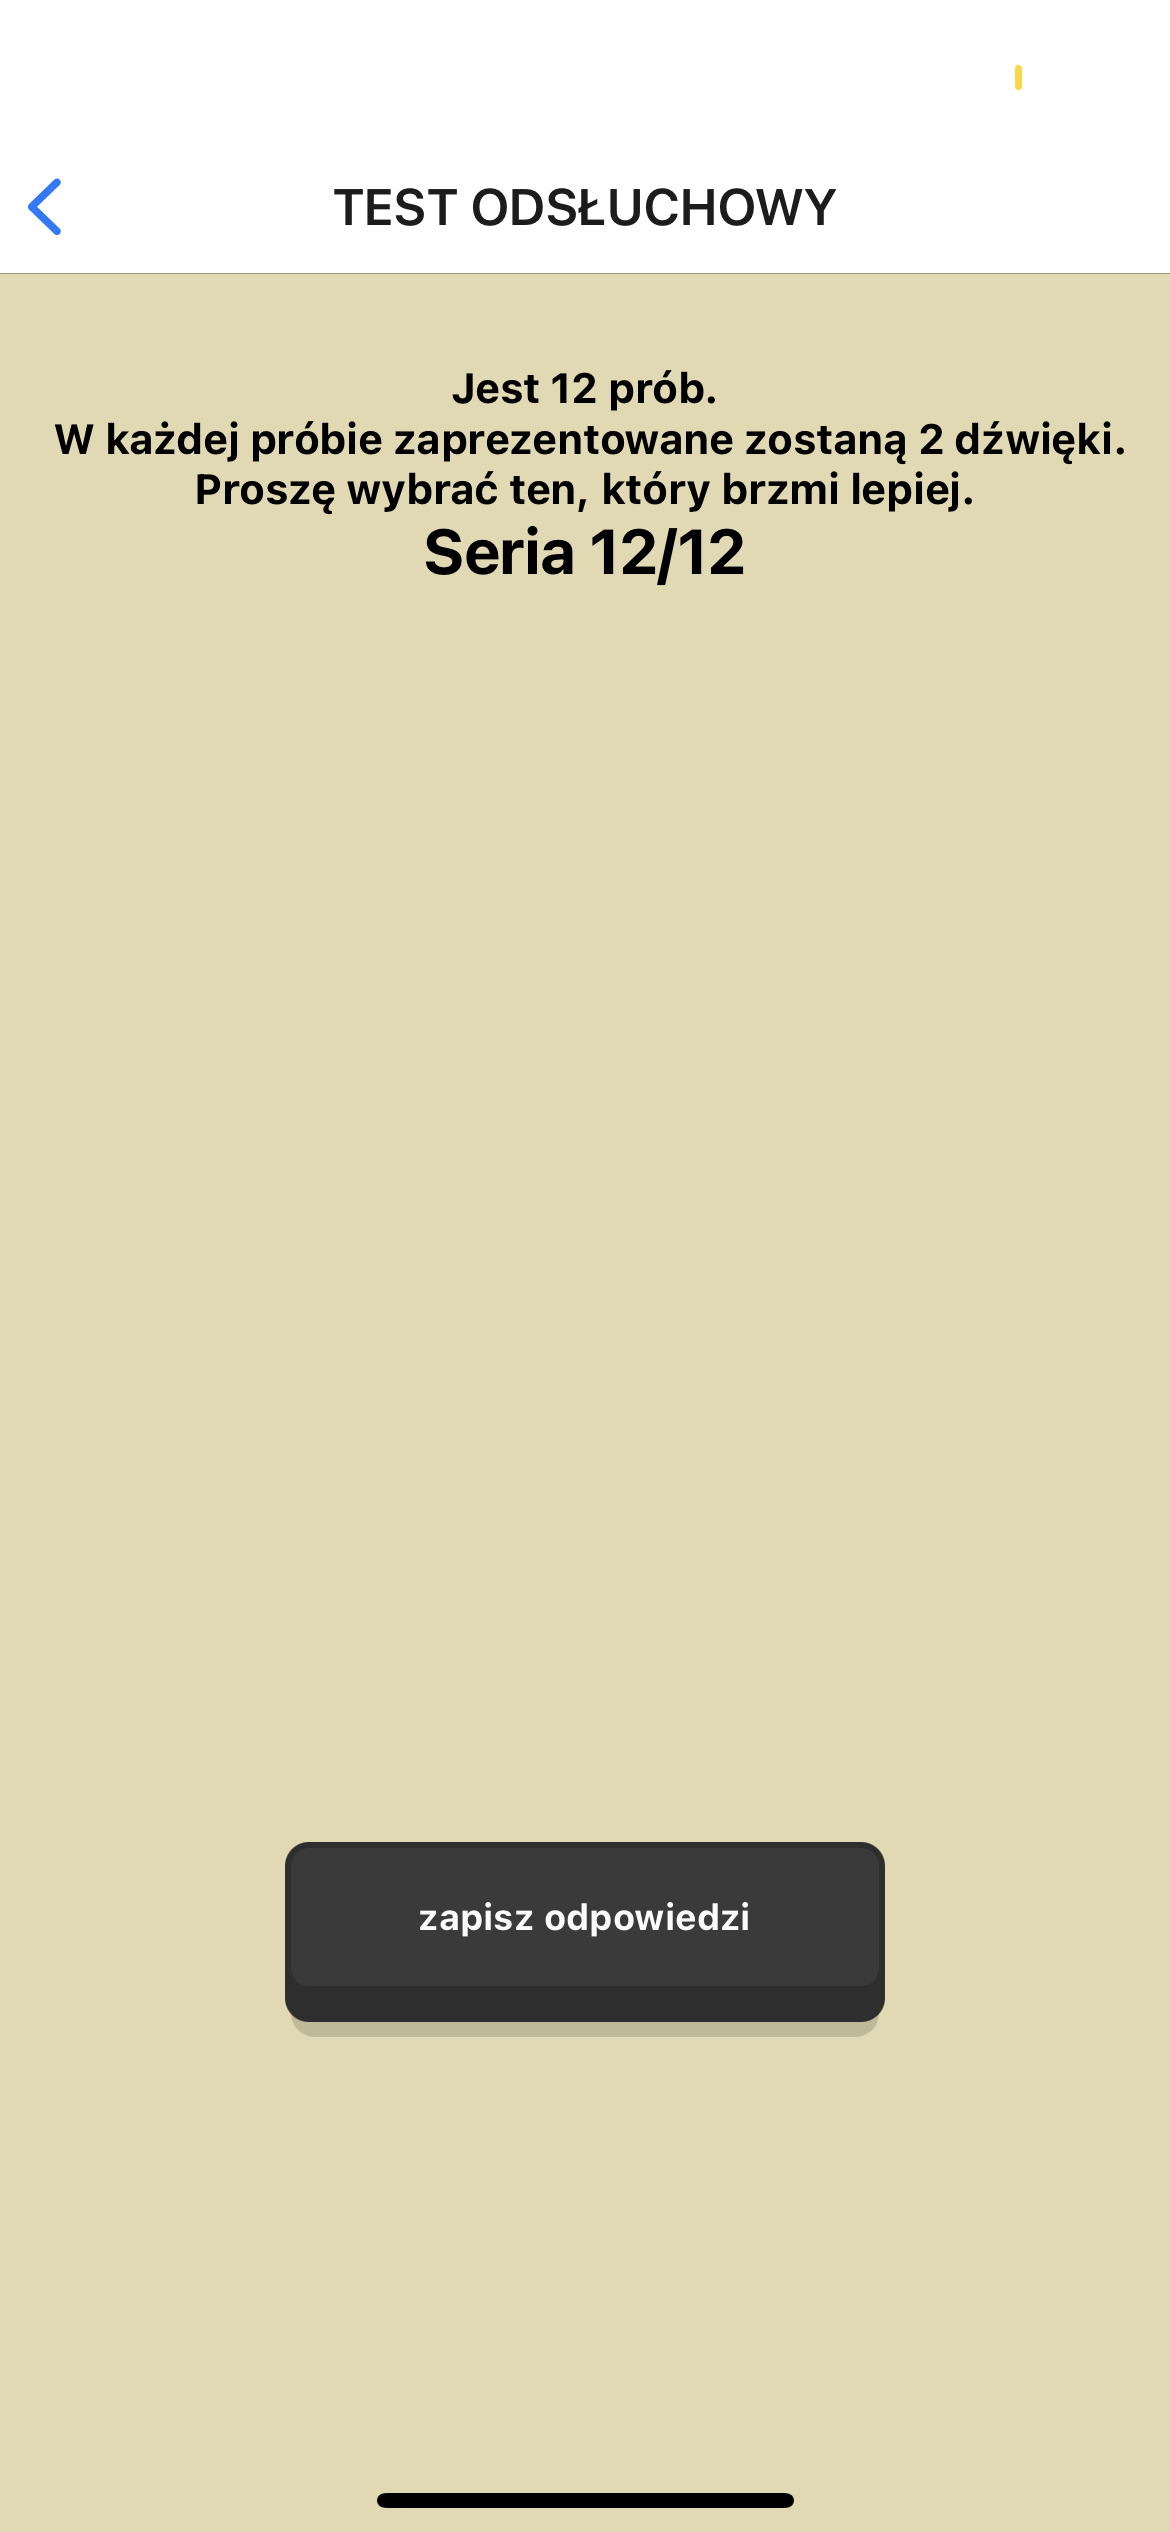 TEST ODSŁUCHOWY
Jest 12 prób.
W każdej próbie zaprezentowane zostaną 2 dźwięki.
Proszę wybrać ten, który brzmi lepiej.
Seria 12/12
zapisz odpowiedzi